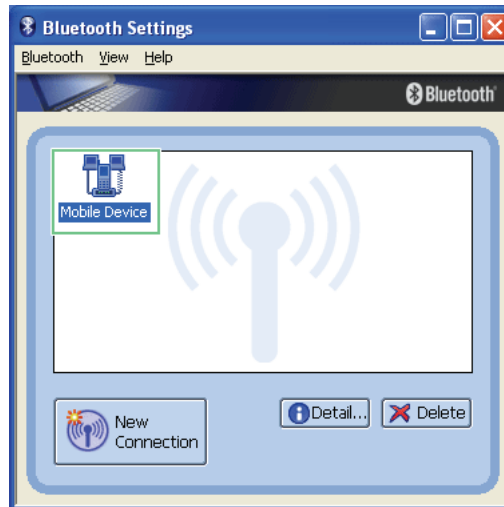 Bluetooth Settings
Bluetooth View Help
Bluetooth
Mobile Device
New
Connection
Detail...
Delete